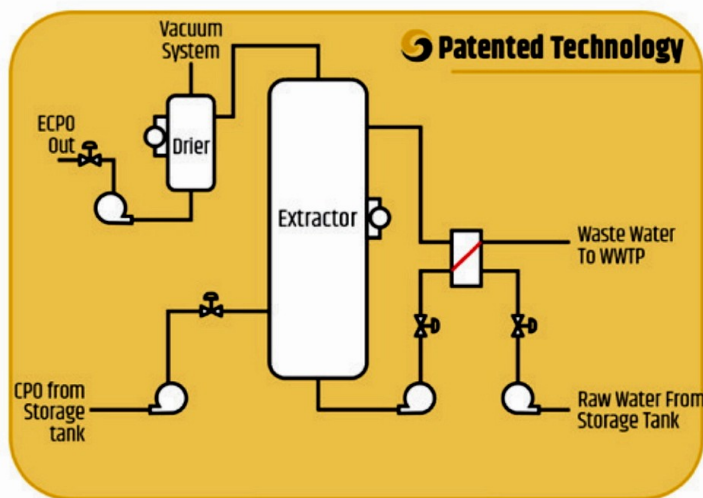 Patented Technology
Vacuum
System
ECPO
Out
Drier
Extractor
Waste Water
To WWTP
CPO from
Storage
tank
Raw Water From
Storage Tank